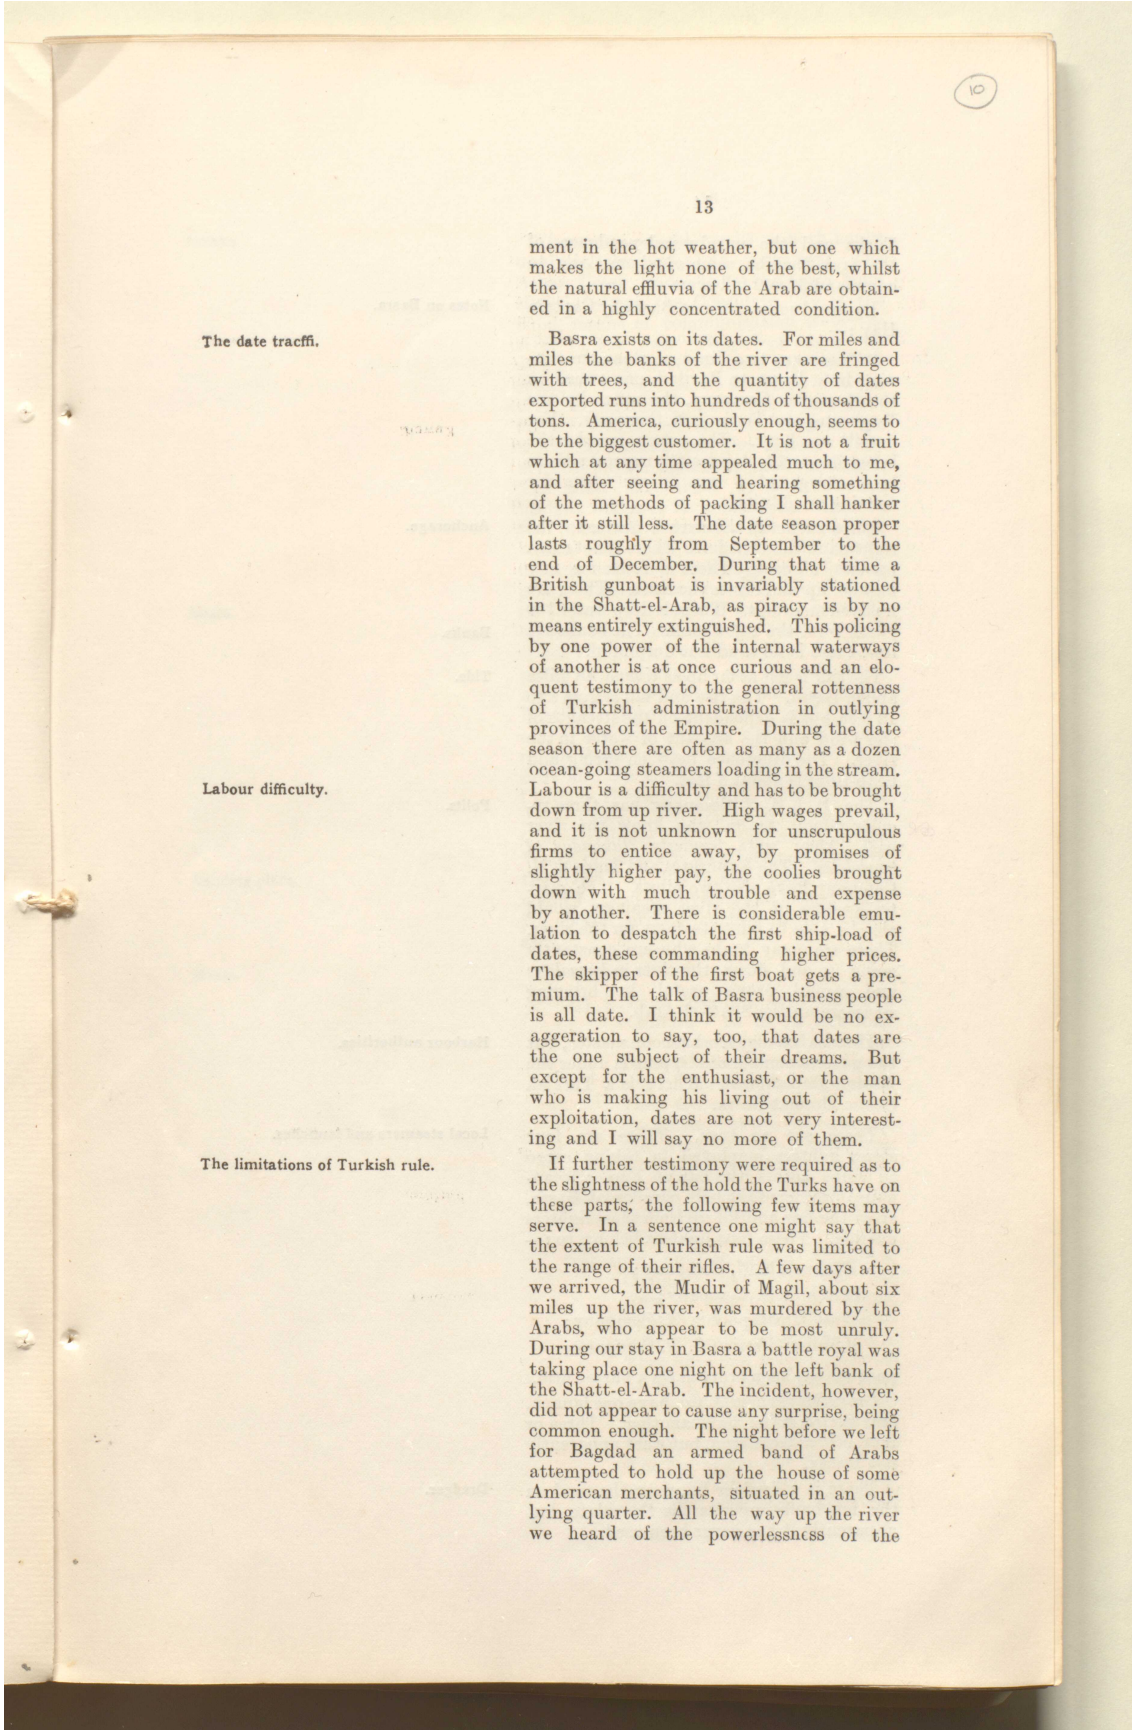 10
13
ment in the hot weather, but one which
makes the light none of the best, whilst
the natural effluvia of the Arab are obtain-
ed in a highly concentrated condition.
The date tracffi.
Basra exists on its dates. For miles and
miles the banks of the river are fringed
with trees, and the quantity of dates
exported runs into hundreds of thousands of
tons. America, curiously enough, seems to
be the biggest customer. It is not a fruit
which at any time appealed much to me,
and after seeing and hearing something
of the methods of packing I shall hanker
after it still less. The date season proper
lasts roughly from September to the
end of December. During that time a
British gunboat is invariably stationed
in the Shatt-el-Arab, as piracy is by no
means entirely extinguished. This policing
by one power of the internal waterways
of another is at once curious and an elo-
quent testimony to the general rottenness
of Turkish administration in outlying
provinces of the Empire. During the date
season there are often as many as a dozen
ocean-going steamers loading in the stream.
Labour difficulty.
Labour is a difficulty and has to be brought
down from up river. High wages prevail,
and it is not unknown for unscrupulous
firms to entice away, by promises of
slightly higher pay, the coolies brought
down with much trouble and expense
by another. There is considerable emu-
lation to despatch the first ship-load of
dates, these commanding higher prices.
The skipper of the first boat gets a pre-
mium. The talk of Basra business people
is all date. I think it would be no ex-
aggeration to say, too, that dates are
the one subject of their dreams. But
except for the enthusiast, or the man
who is making his living out of their
exploitation, dates are not very interest-
ing and I will say no more of them.
The limitations of Turkish rule.
If further testimony were required as to
the slightness of the hold the Turks have on
these parts, the following few items may
serve. In a sentence one might say that
the extent of Turkish rule was limited to
the range of their rifles. A few days after
we arrived, the Mudir of Magil, about six
miles up the river, was murdered by the
Arabs, who appear to be most unruly.
During our stay in Basra a battle royal was
taking place one night on the left bank of
the Shatt-el-Arab. The incident, however,
did not appear to cause any surprise, being
common enough. The night before we left
for Bagdad an armed band of Arabs
attempted to hold up the house of some
American merchants, situated in an out-
lying quarter. All the way up the river
we heard of the powerlessness of the